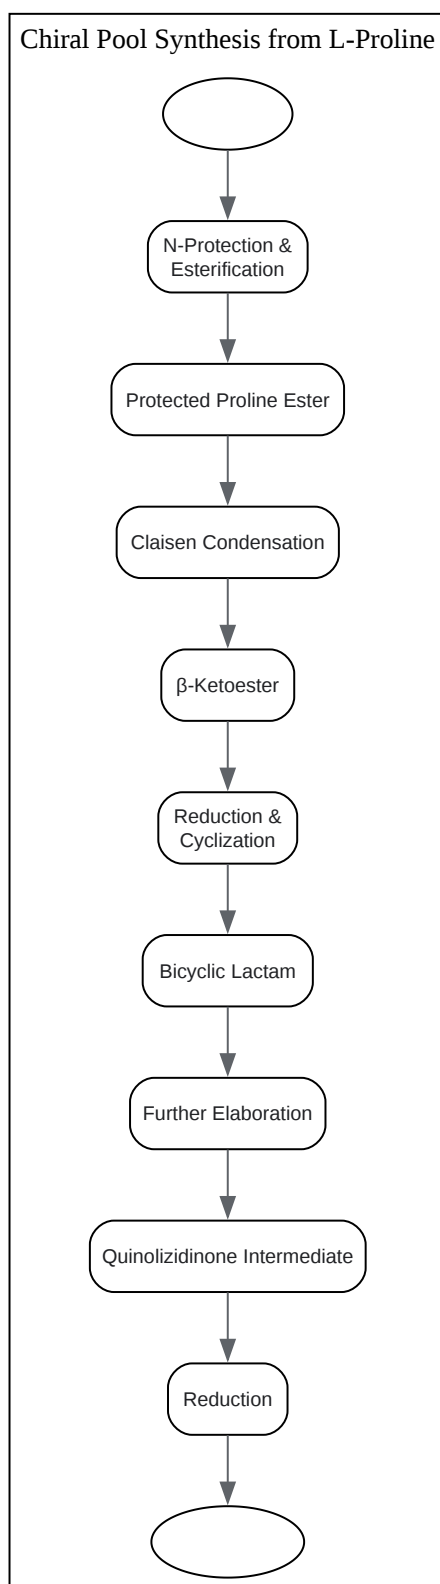 Chiral Pool Synthesis from L-Proline
N-Protection &
Esterification
Protected Proline Ester
Claisen Condensation
β-Ketoester
Reduction &
Cyclization
Bicyclic Lactam
Further Elaboration
Quinolizidinone Intermediate
Reduction